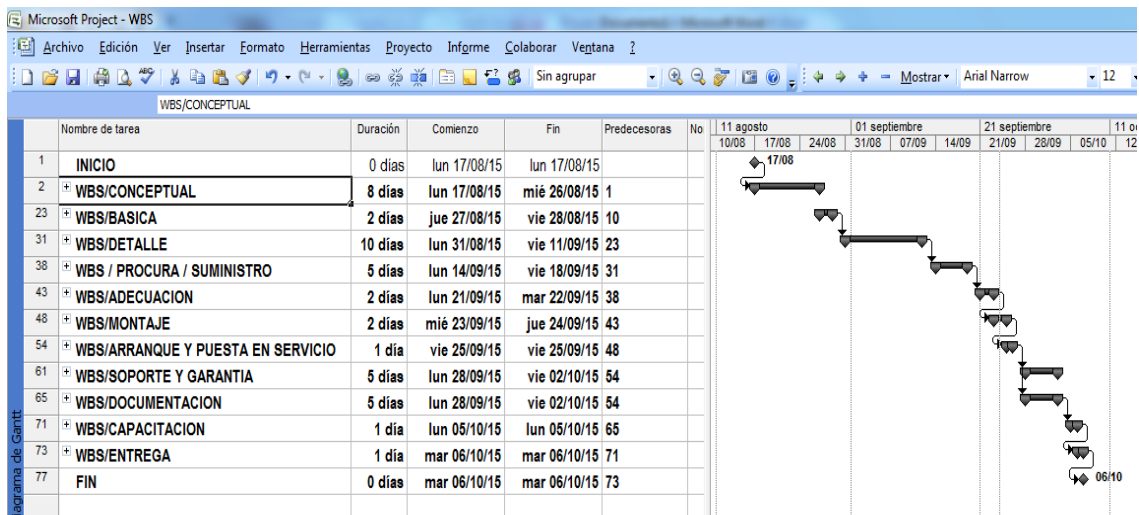 Microsoft Project - WBS
Archivo Edición Ver Insertar Formato Herramientas Proyecto Informe Colaborar Ventana ?
Sin agrupar Mostrar Arial Narrow 12
WBS/CONCEPTUAL
Nombre de tarea Duración Comienzo Fin Predecesoras No 11 agosto 01 septiembre 21 septiembre 11 o
10/08 17/08 24/08 31/08 07/09 14/09 21/09 28/09 05/10 12
1 INICIO 0 días lun 17/08/15 lun 17/08/15 17/08
2 WBS/CONCEPTUAL 8 días lun 17/08/15 mié 26/08/15 1
23 WBS/BASICA 2 días jue 27/08/15 vie 28/08/15 10
31 WBS/DETALLE 10 días lun 31/08/15 vie 11/09/15 23
38 WBS / PROCURA / SUMINISTRO 5 días lun 14/09/15 vie 18/09/15 31
43 WBS/ADECUACION 2 días lun 21/09/15 mar 22/09/15 38
48 WBS/MONTAJE 2 días mié 23/09/15 jue 24/09/15 43
54 WBS/ARRANQUE Y PUESTA EN SERVICIO 1 día vie 25/09/15 vie 25/09/15 48
61 WBS/SOPORTE Y GARANTIA 5 días lun 28/09/15 vie 02/10/15 54
65 WBS/DOCUMENTACION 5 días lun 28/09/15 vie 02/10/15 54
71 WBS/CAPACITACION 1 día lun 05/10/15 lun 05/10/15 65
73 WBS/ENTREGA 1 día mar 06/10/15 mar 06/10/15 71
77 FIN 0 días mar 06/10/15 mar 06/10/15 73 06/10
agrama de Gantt